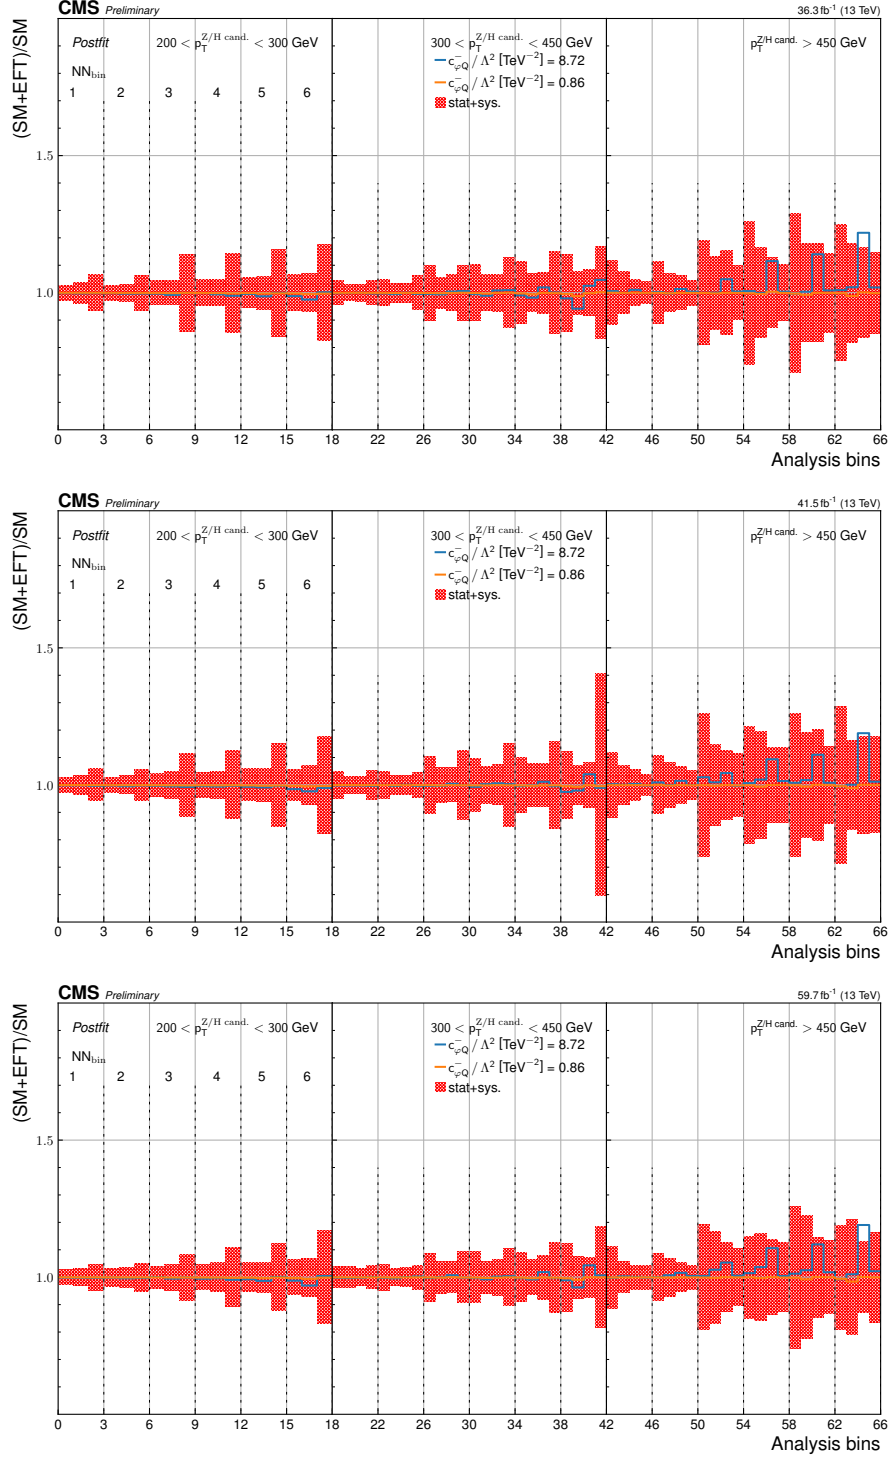 CMS Preliminary 36.3 fb⁻¹ (13 TeV)
(SM+EFT)/SM
Postfit 200 < p_T^{Z/H cand.} < 300 GeV 300 < p_T^{Z/H cand.} < 450 GeV p_T^{Z/H cand.} > 450 GeV
c⁻_{φQ} / Λ² [TeV⁻²] = 8.72
NN_bin
c⁻_{φQ} / Λ² [TeV⁻²] = 0.86
1 2 3 4 5 6
stat+sys.
1.5
1.0
0 3 6 9 12 15 18 22 26 30 34 38 42 46 50 54 58 62 66
Analysis bins
CMS Preliminary 41.5 fb⁻¹ (13 TeV)
(SM+EFT)/SM
Postfit 200 < p_T^{Z/H cand.} < 300 GeV 300 < p_T^{Z/H cand.} < 450 GeV p_T^{Z/H cand.} > 450 GeV
c⁻_{φQ} / Λ² [TeV⁻²] = 8.72
NN_bin
c⁻_{φQ} / Λ² [TeV⁻²] = 0.86
1 2 3 4 5 6
stat+sys.
1.5
1.0
0 3 6 9 12 15 18 22 26 30 34 38 42 46 50 54 58 62 66
Analysis bins
CMS Preliminary 59.7 fb⁻¹ (13 TeV)
(SM+EFT)/SM
Postfit 200 < p_T^{Z/H cand.} < 300 GeV 300 < p_T^{Z/H cand.} < 450 GeV p_T^{Z/H cand.} > 450 GeV
c⁻_{φQ} / Λ² [TeV⁻²] = 8.72
NN_bin
c⁻_{φQ} / Λ² [TeV⁻²] = 0.86
1 2 3 4 5 6
stat+sys.
1.5
1.0
0 3 6 9 12 15 18 22 26 30 34 38 42 46 50 54 58 62 66
Analysis bins